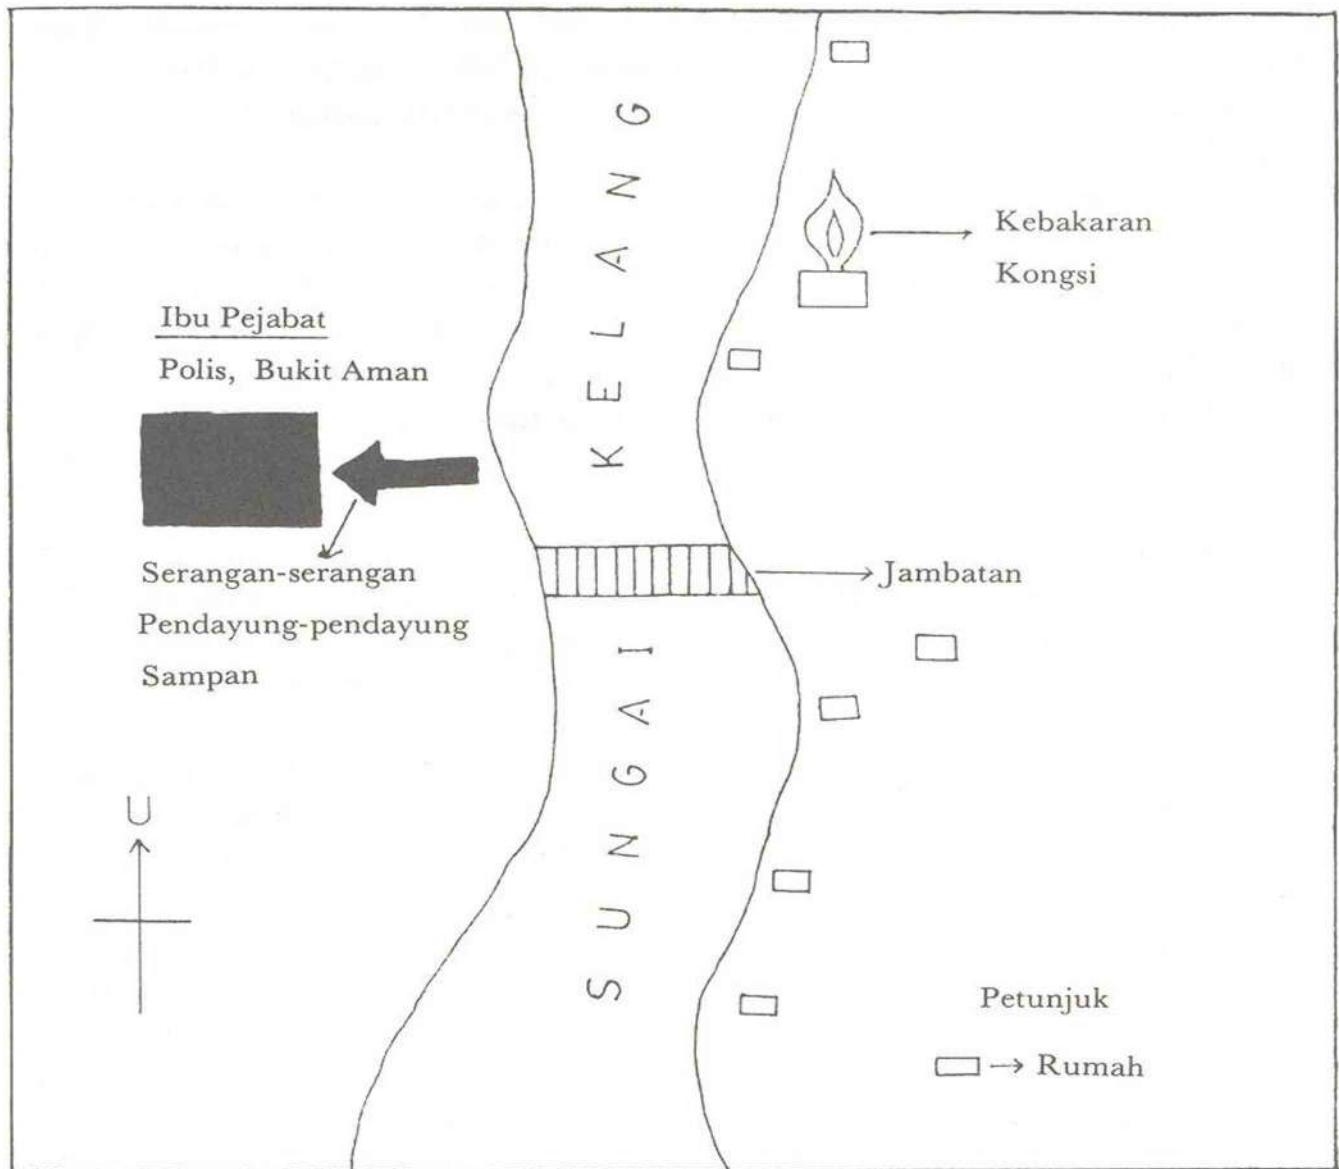 Kebakaran
Kongsi
Ibu Pejabat
Polis, Bukit Aman
SUNGAI KELANG
Serangan-serangan
Pendayung-pendayung
Sampan
Jambatan
U
Petunjuk
Rumah